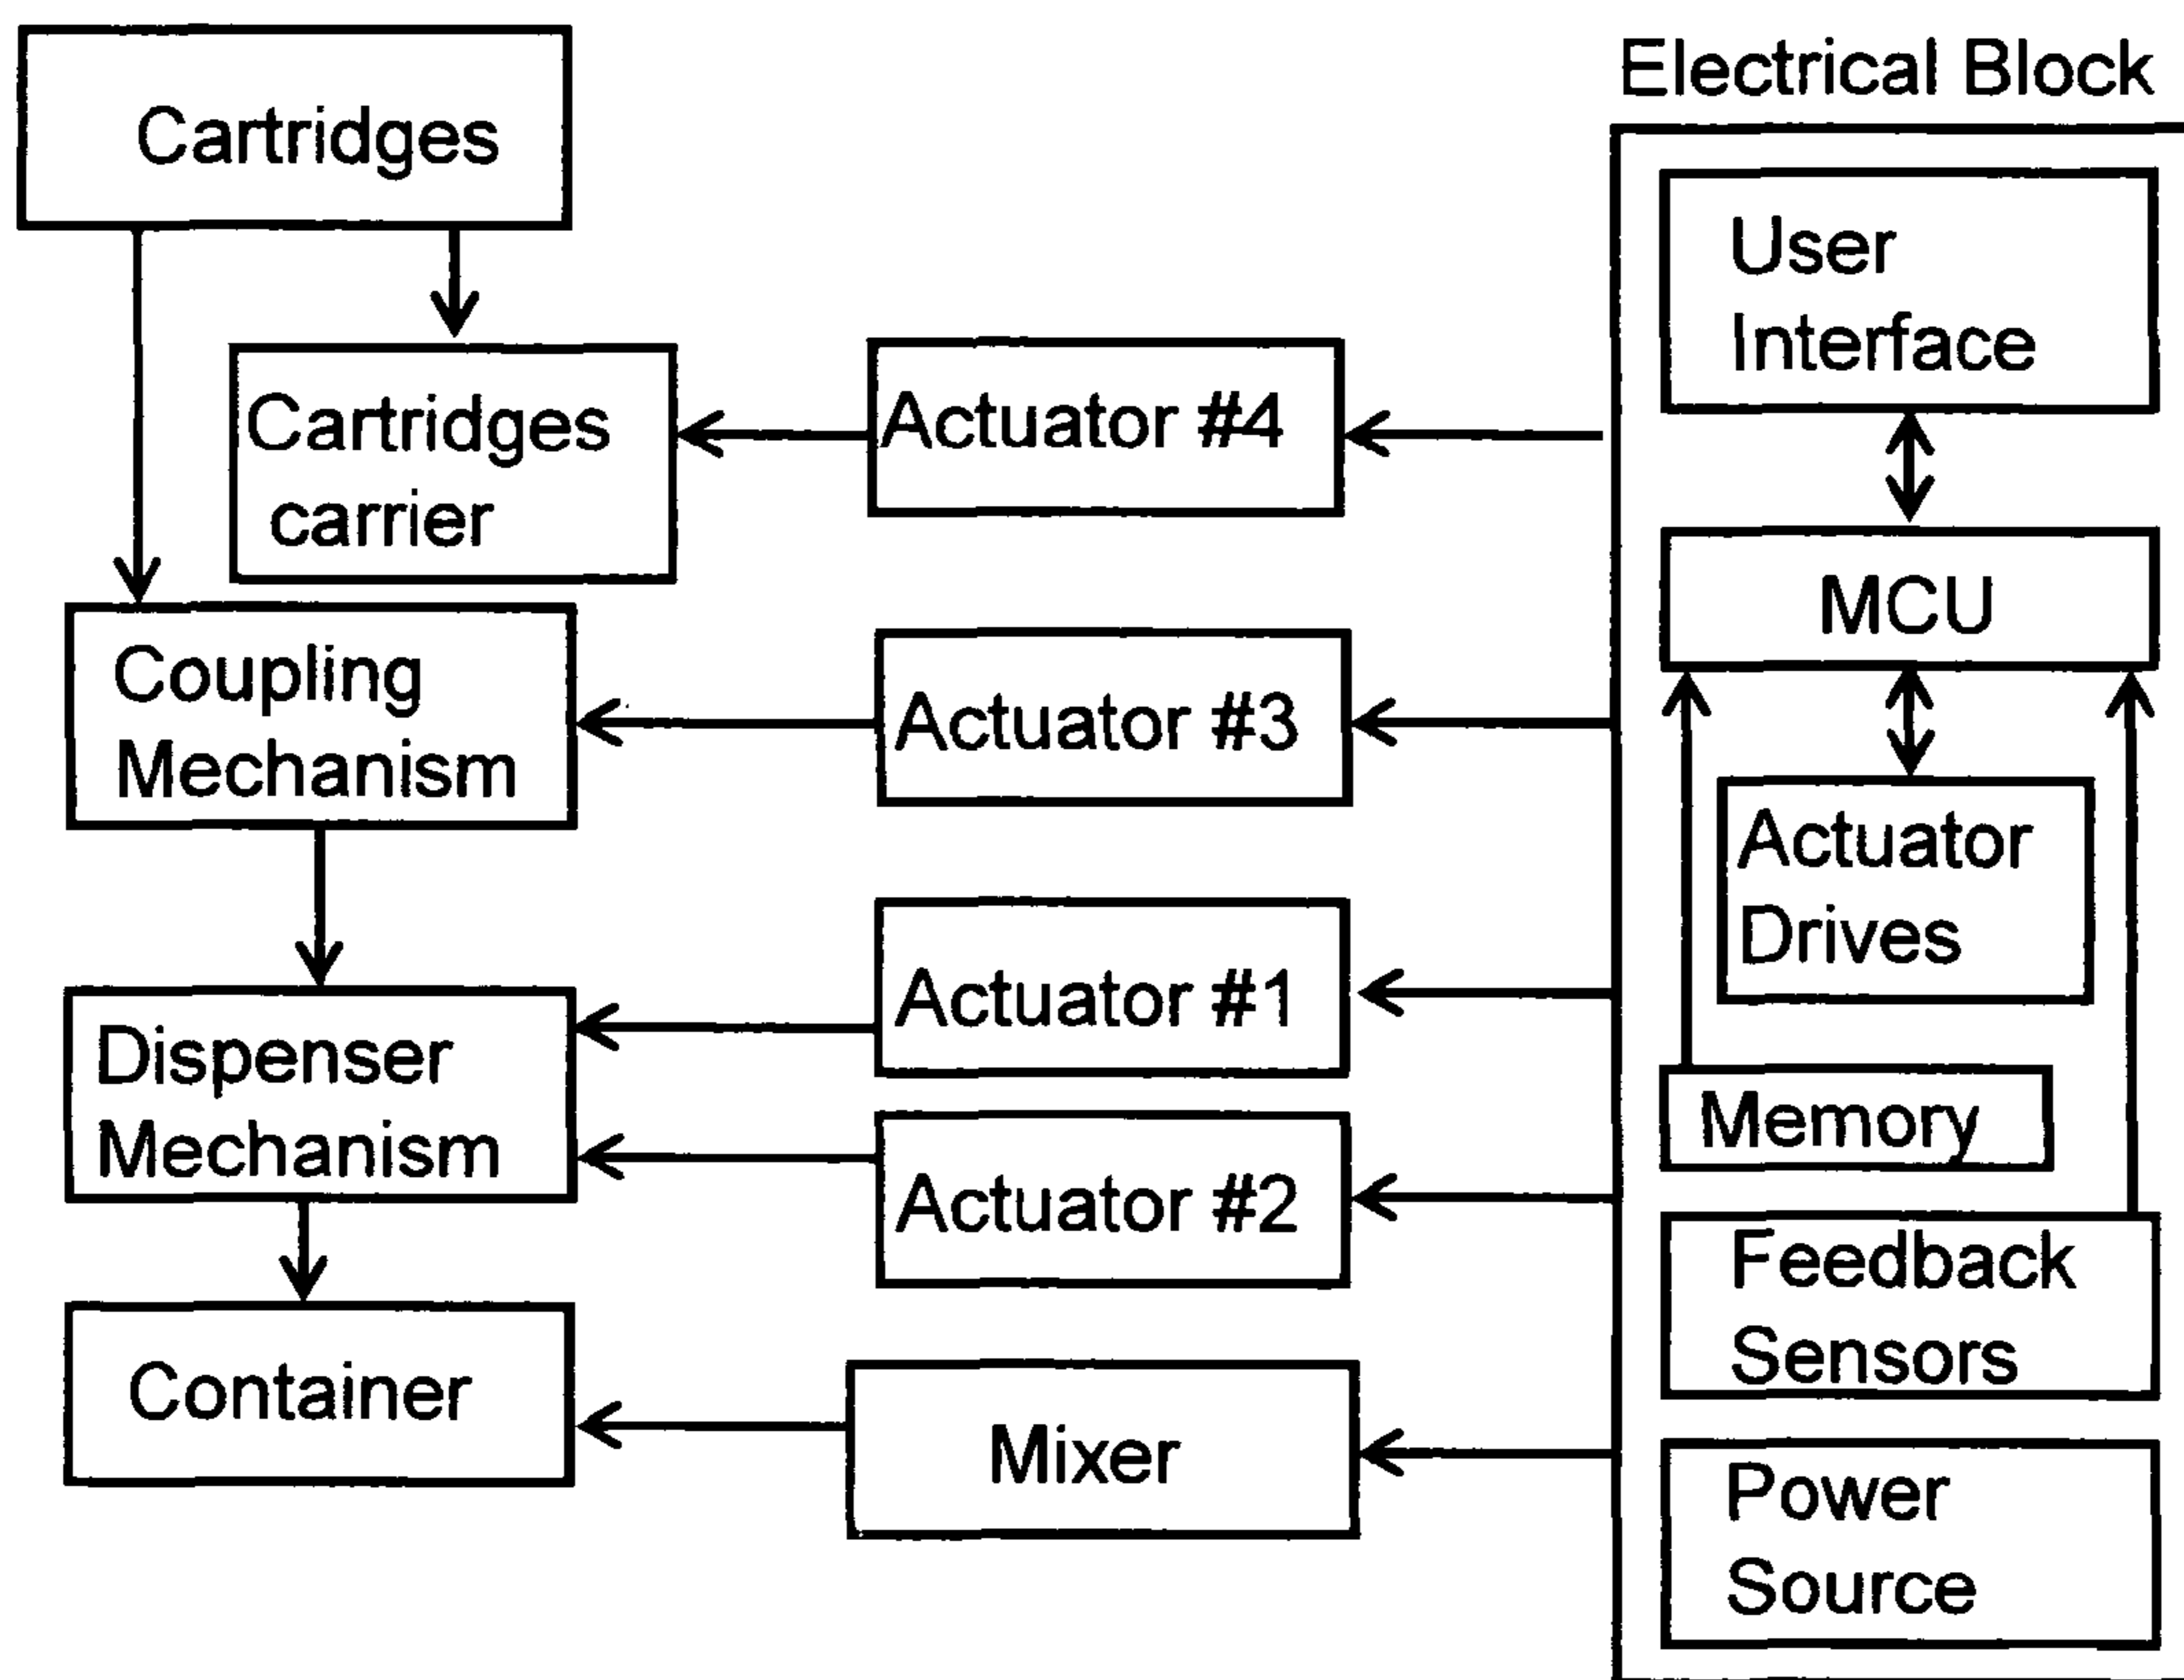 Cartridges
Electrical Block
User
Interface
Cartridges
carrier
Actuator #4
MCU
Coupling
Mechanism
Actuator #3
Actuator
Drives
Dispenser
Mechanism
Actuator #1
Memory
Actuator #2
Feedback
Sensors
Container
Mixer
Power
Source